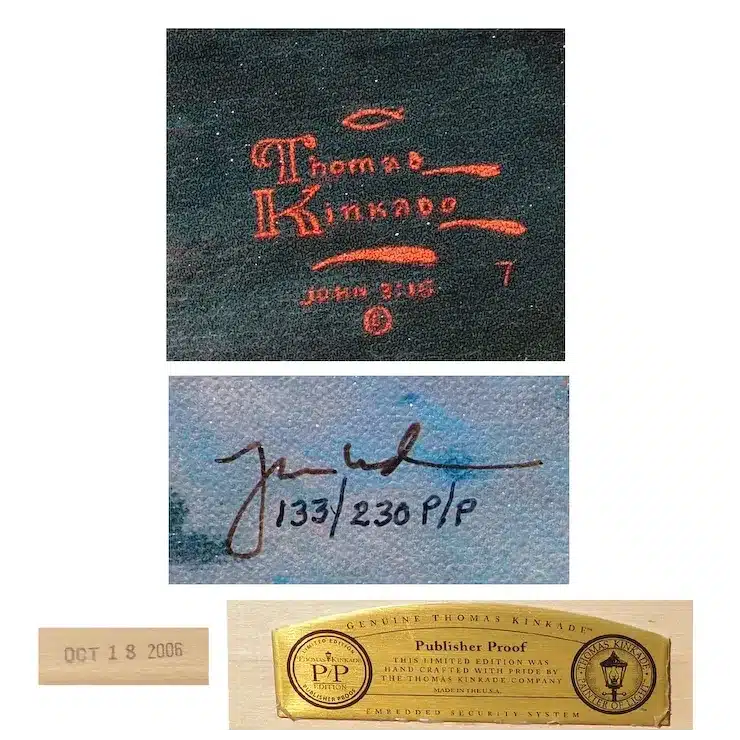 Thomas
Kinkade
JOHN 3:16
7
©
133/230 P/P
OCT 18 2006
GENUINE THOMAS KINKADE™
LIMITED EDITION
THOMAS KINKADE
P/P
EDITION
PUBLISHER PROOF
Publisher Proof
THIS LIMITED EDITION WAS
HAND CRAFTED WITH PRIDE BY
THE THOMAS KINKADE COMPANY
MADE IN THE U.S.A.
EMBEDDED SECURITY SYSTEM
THOMAS KINKADE
PAINTER OF LIGHT